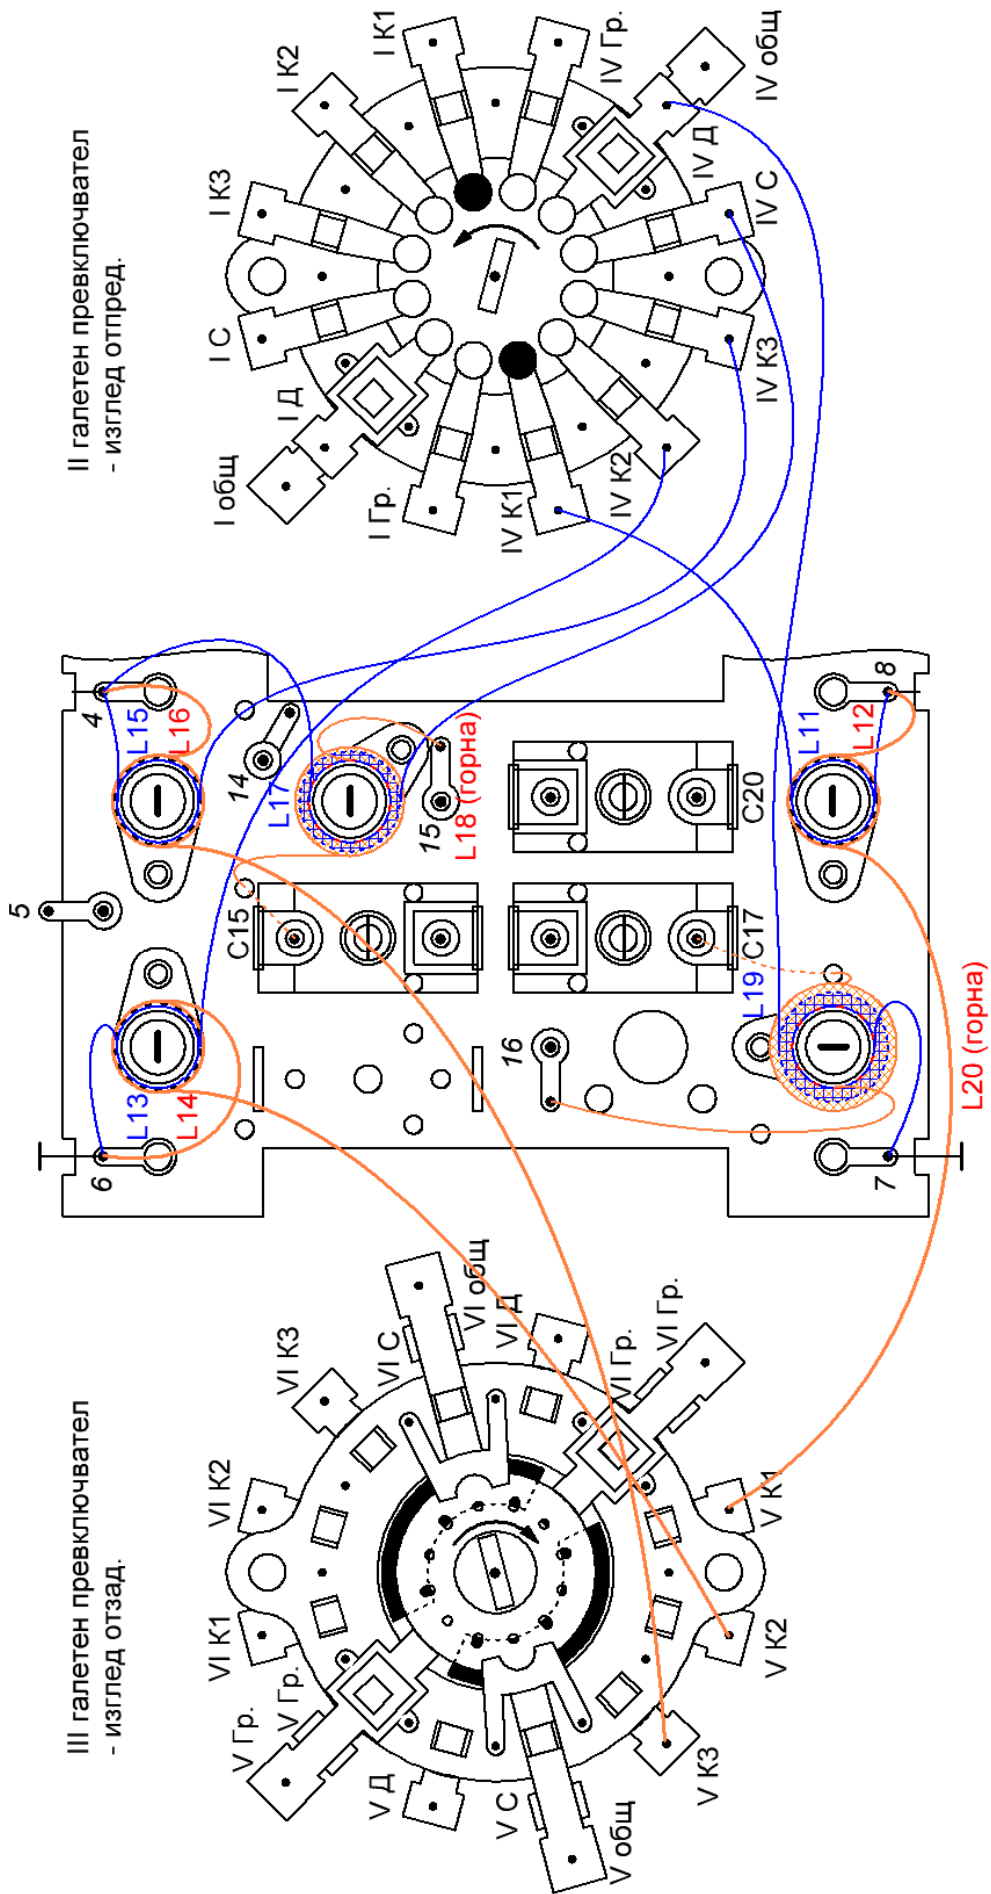 III галетен превключвател
- изглед отзад.
II галетен превключвател
- изглед отпред.
V Гр.
V Гр.
VI К1
VI К2
VI К3
VI С
VI общ
VI Д
VI Гр.
VI Гр.
V К1
V К2
V К3
V общ
V С
V Д
6
L13
L14
5
4
L15
L16
14
L17
15
L18 (горна)
C15
C20
C17
16
L19
L20 (горна)
7
8
L11
L12
I общ
I Д
I С
I К3
I К2
I К1
IV Гр.
IV общ
IV Д
IV С
IV К3
IV К2
IV К1
I Гр.